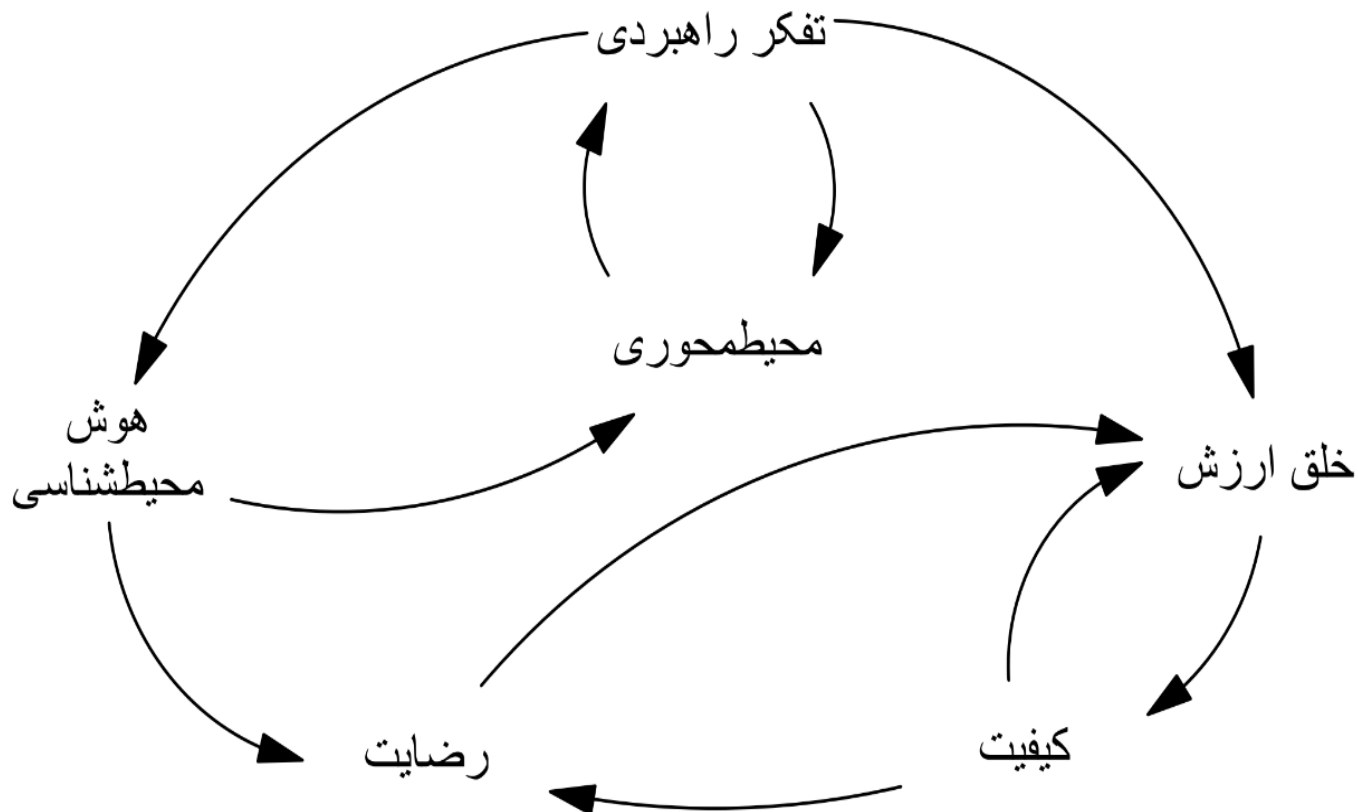 تفکر راهبردی
محیطمحوری
هوش
محیطشناسی
خلق ارزش
کیفیت
رضایت